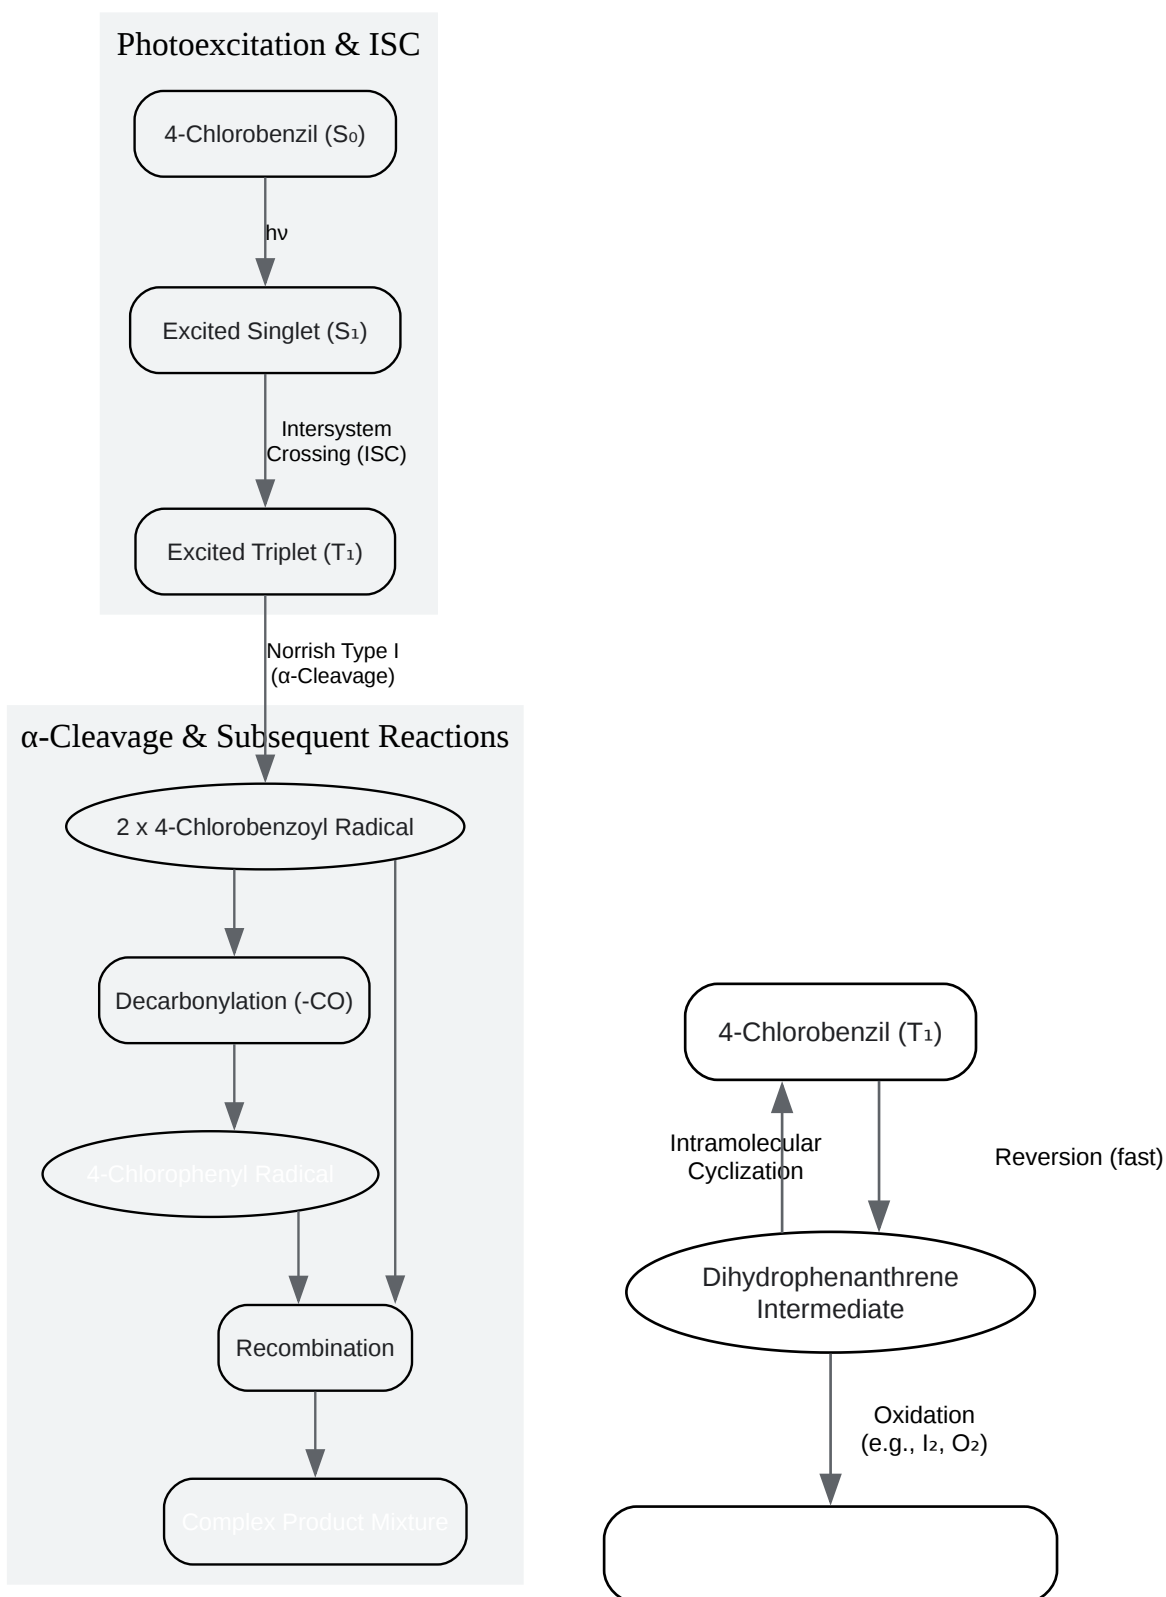 Photoexcitation & ISC
4-Chlorobenzil (S₀)
hν
Excited Singlet (S₁)
Intersystem
Crossing (ISC)
Excited Triplet (T₁)
Norrish Type I
(α-Cleavage)
α-Cleavage & Subsequent Reactions
2 x 4-Chlorobenzoyl Radical
Decarbonylation (-CO)
4-Chlorophenyl Radical
Recombination
Complex Product Mixture
4-Chlorobenzil (T₁)
Intramolecular
Cyclization
Reversion (fast)
Dihydrophenanthrene
Intermediate
Oxidation
(e.g., I₂, O₂)